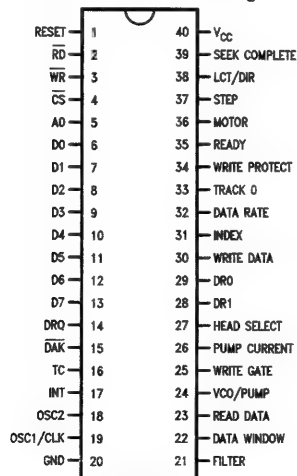 RESET 1 40 VCC
RD 2 39 SEEK COMPLETE
WR 3 38 LCT/DIR
CS 4 37 STEP
A0 5 36 MOTOR
D0 6 35 READY
D1 7 34 WRITE PROTECT
D2 8 33 TRACK 0
D3 9 32 DATA RATE
D4 10 31 INDEX
D5 11 30 WRITE DATA
D6 12 29 DR0
D7 13 28 DR1
DRQ 14 27 HEAD SELECT
DAK 15 26 PUMP CURRENT
TC 16 25 WRITE GATE
INT 17 24 VCO/PUMP
OSC2 18 23 READ DATA
OSC1/CLK 19 22 DATA WINDOW
GND 20 21 FILTER